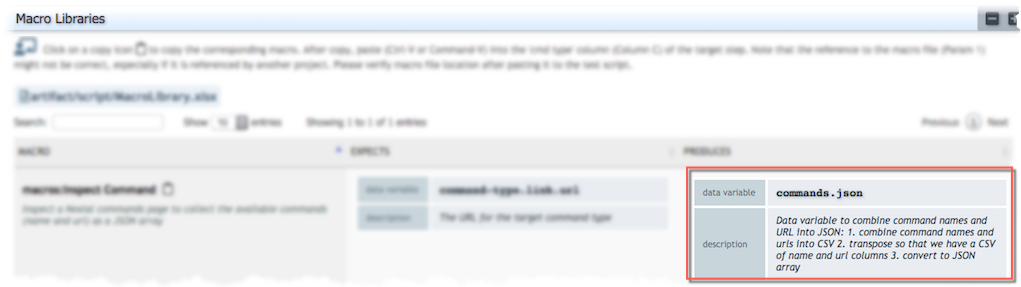 Macro Libraries
Click on a copy icon to copy the corresponding macro. After copy, paste (Ctrl-V or Command-V) into the 'cmd type' column (Column C) of the target step. Note that the reference to the macro file (Param 1)
might not be correct, especially if it is referenced by another project. Please verify macro file location after pasting it to the test script.
artifact/script/MacroLibrary.xlsx
Search: Show 10 entries Showing 1 to 1 of 1 entries Previous 1 Next
MACRO EXPECTS PRODUCES
macros:Inspect Command data variable command-type.link.url data variable commands.json
Inspect a Nexial commands page to collect the available commands
(name and url) as a JSON array
description The URL for the target command type
description
Data variable to combine command names and
URL into JSON: 1. combine command names and
urls into CSV 2. transpose so that we have a CSV
of name and url columns 3. convert to JSON
array